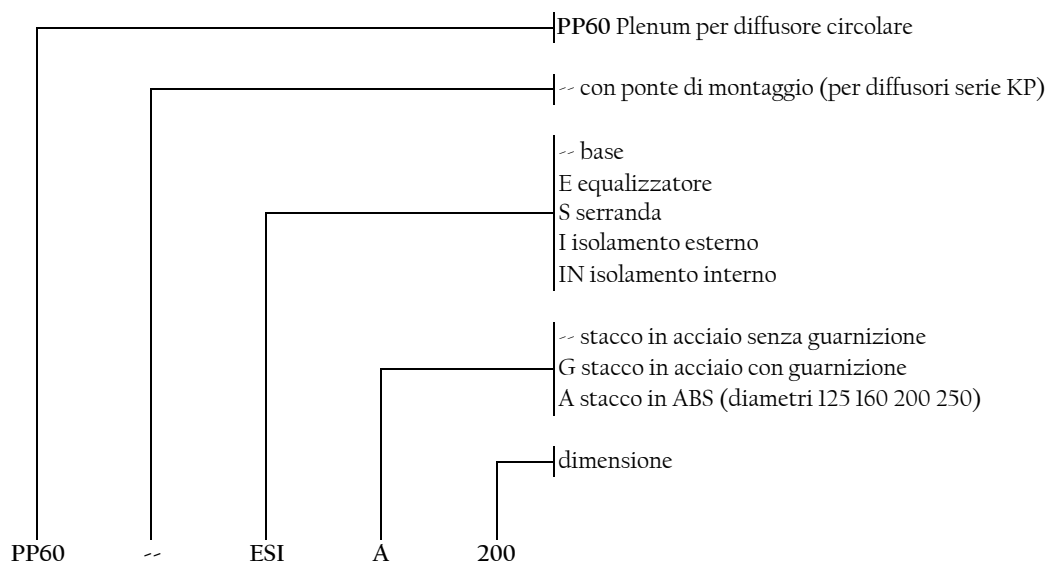 PP60 Plenum per diffusore circolare
-- con ponte di montaggio (per diffusori serie KP)
-- base
E equalizzatore
S serranda
I isolamento esterno
IN isolamento interno
-- stacco in acciaio senza guarnizione
G stacco in acciaio con guarnizione
A stacco in ABS (diametri 125 160 200 250)
dimensione
PP60 -- ESI A 200